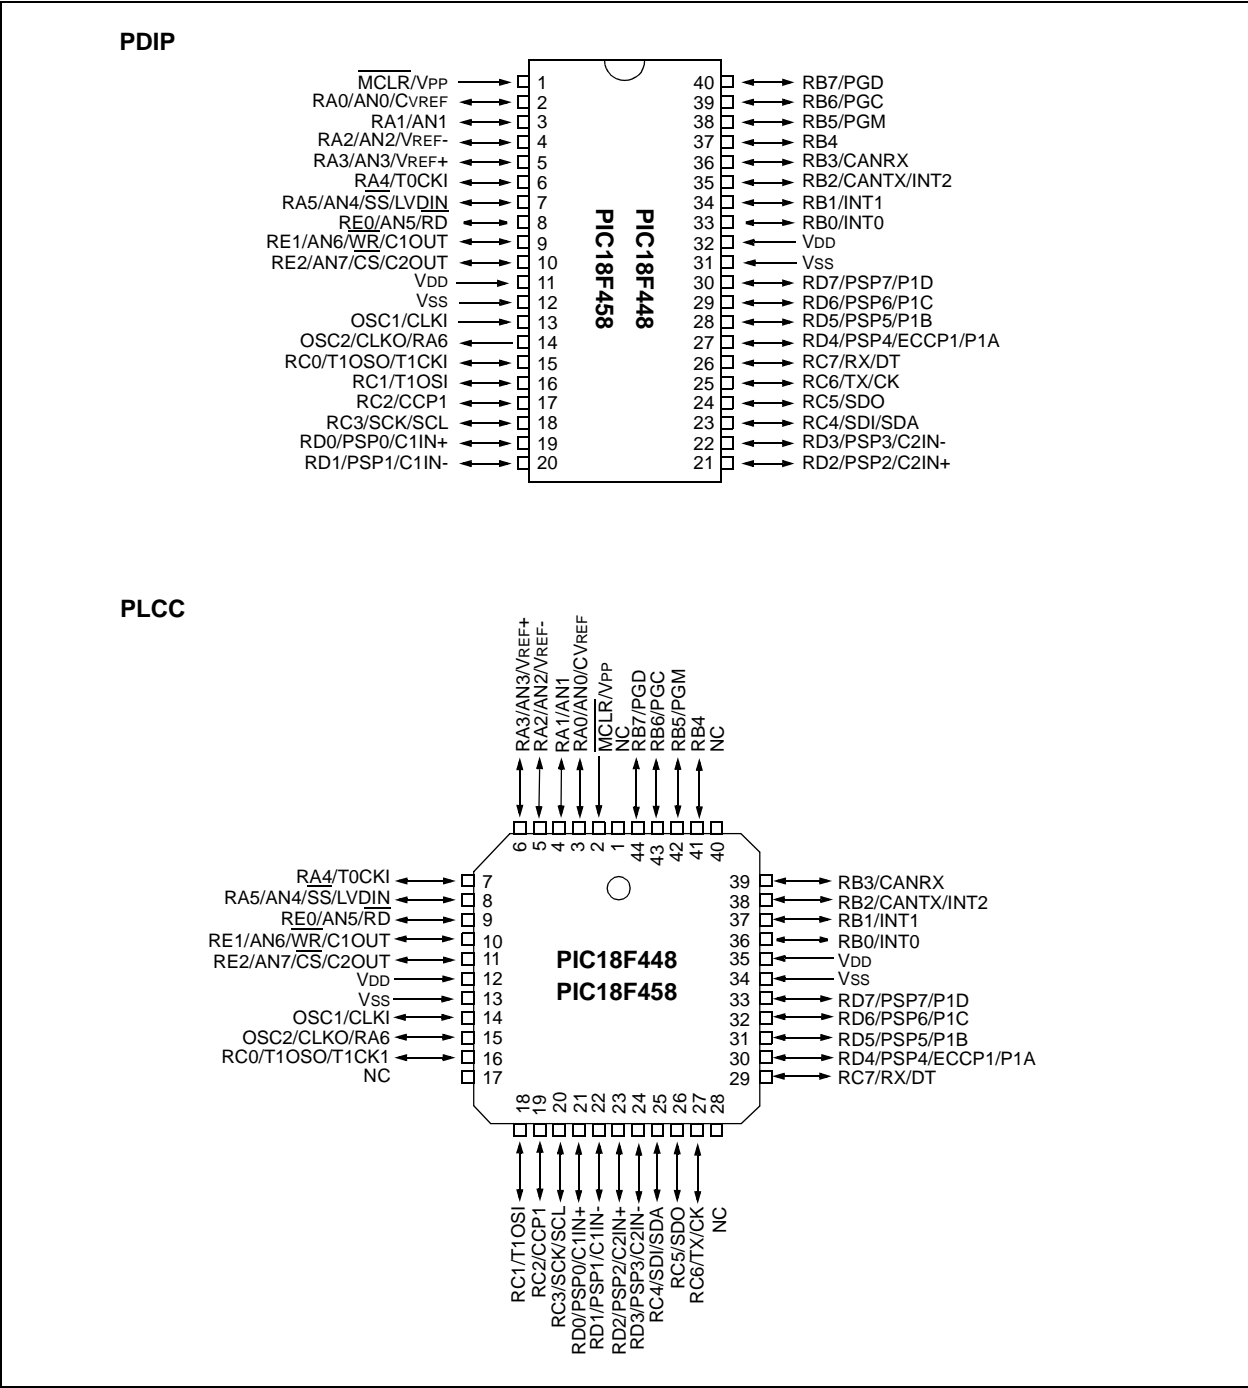 PDIP
MCLR/VPP
RA0/AN0/CVREF
RA1/AN1
RA2/AN2/VREF-
RA3/AN3/VREF+
RA4/T0CKI
RA5/AN4/SS/LVDIN
RE0/AN5/RD
RE1/AN6/WR/C1OUT
RE2/AN7/CS/C2OUT
VDD
VSS
OSC1/CLKI
OSC2/CLKO/RA6
RC0/T1OSO/T1CKI
RC1/T1OSI
RC2/CCP1
RC3/SCK/SCL
RD0/PSP0/C1IN+
RD1/PSP1/C1IN-
1
2
3
4
5
6
7
8
9
10
11
12
13
14
15
16
17
18
19
20
PIC18F458
PIC18F448
40
39
38
37
36
35
34
33
32
31
30
29
28
27
26
25
24
23
22
21
RB7/PGD
RB6/PGC
RB5/PGM
RB4
RB3/CANRX
RB2/CANTX/INT2
RB1/INT1
RB0/INT0
VDD
VSS
RD7/PSP7/P1D
RD6/PSP6/P1C
RD5/PSP5/P1B
RD4/PSP4/ECCP1/P1A
RC7/RX/DT
RC6/TX/CK
RC5/SDO
RC4/SDI/SDA
RD3/PSP3/C2IN-
RD2/PSP2/C2IN+
PLCC
RA3/AN3/VREF+
RA2/AN2/VREF-
RA1/AN1
RA0/AN0/CVREF
MCLR/VPP
NC
RB7/PGD
RB6/PGC
RB5/PGM
RB4
NC
6
5
4
3
2
1
44
43
42
41
40
RA4/T0CKI
RA5/AN4/SS/LVDIN
RE0/AN5/RD
RE1/AN6/WR/C1OUT
RE2/AN7/CS/C2OUT
VDD
VSS
OSC1/CLKI
OSC2/CLKO/RA6
RC0/T1OSO/T1CK1
NC
7
8
9
10
11
12
13
14
15
16
17
PIC18F448
PIC18F458
39
38
37
36
35
34
33
32
31
30
29
RB3/CANRX
RB2/CANTX/INT2
RB1/INT1
RB0/INT0
VDD
VSS
RD7/PSP7/P1D
RD6/PSP6/P1C
RD5/PSP5/P1B
RD4/PSP4/ECCP1/P1A
RC7/RX/DT
18
19
20
21
22
23
24
25
26
27
28
RC1/T1OSI
RC2/CCP1
RC3/SCK/SCL
RD0/PSP0/C1IN+
RD1/PSP1/C1IN-
RD2/PSP2/C2IN+
RD3/PSP3/C2IN-
RC4/SDI/SDA
RC5/SDO
RC6/TX/CK
NC